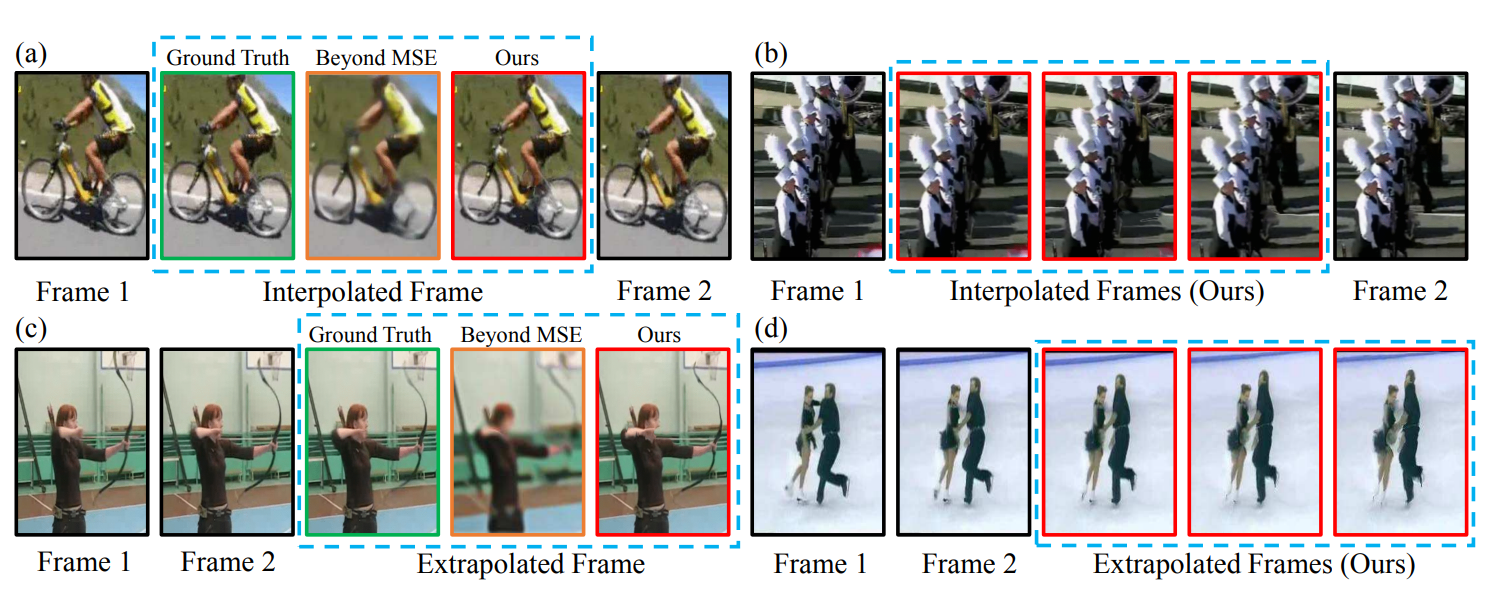 (a)
Ground Truth Beyond MSE Ours
Frame 1 Interpolated Frame Frame 2
(b)
Frame 1 Interpolated Frames (Ours) Frame 2
(c)
Ground Truth Beyond MSE Ours
Frame 1 Frame 2 Extrapolated Frame
(d)
Frame 1 Frame 2 Extrapolated Frames (Ours)